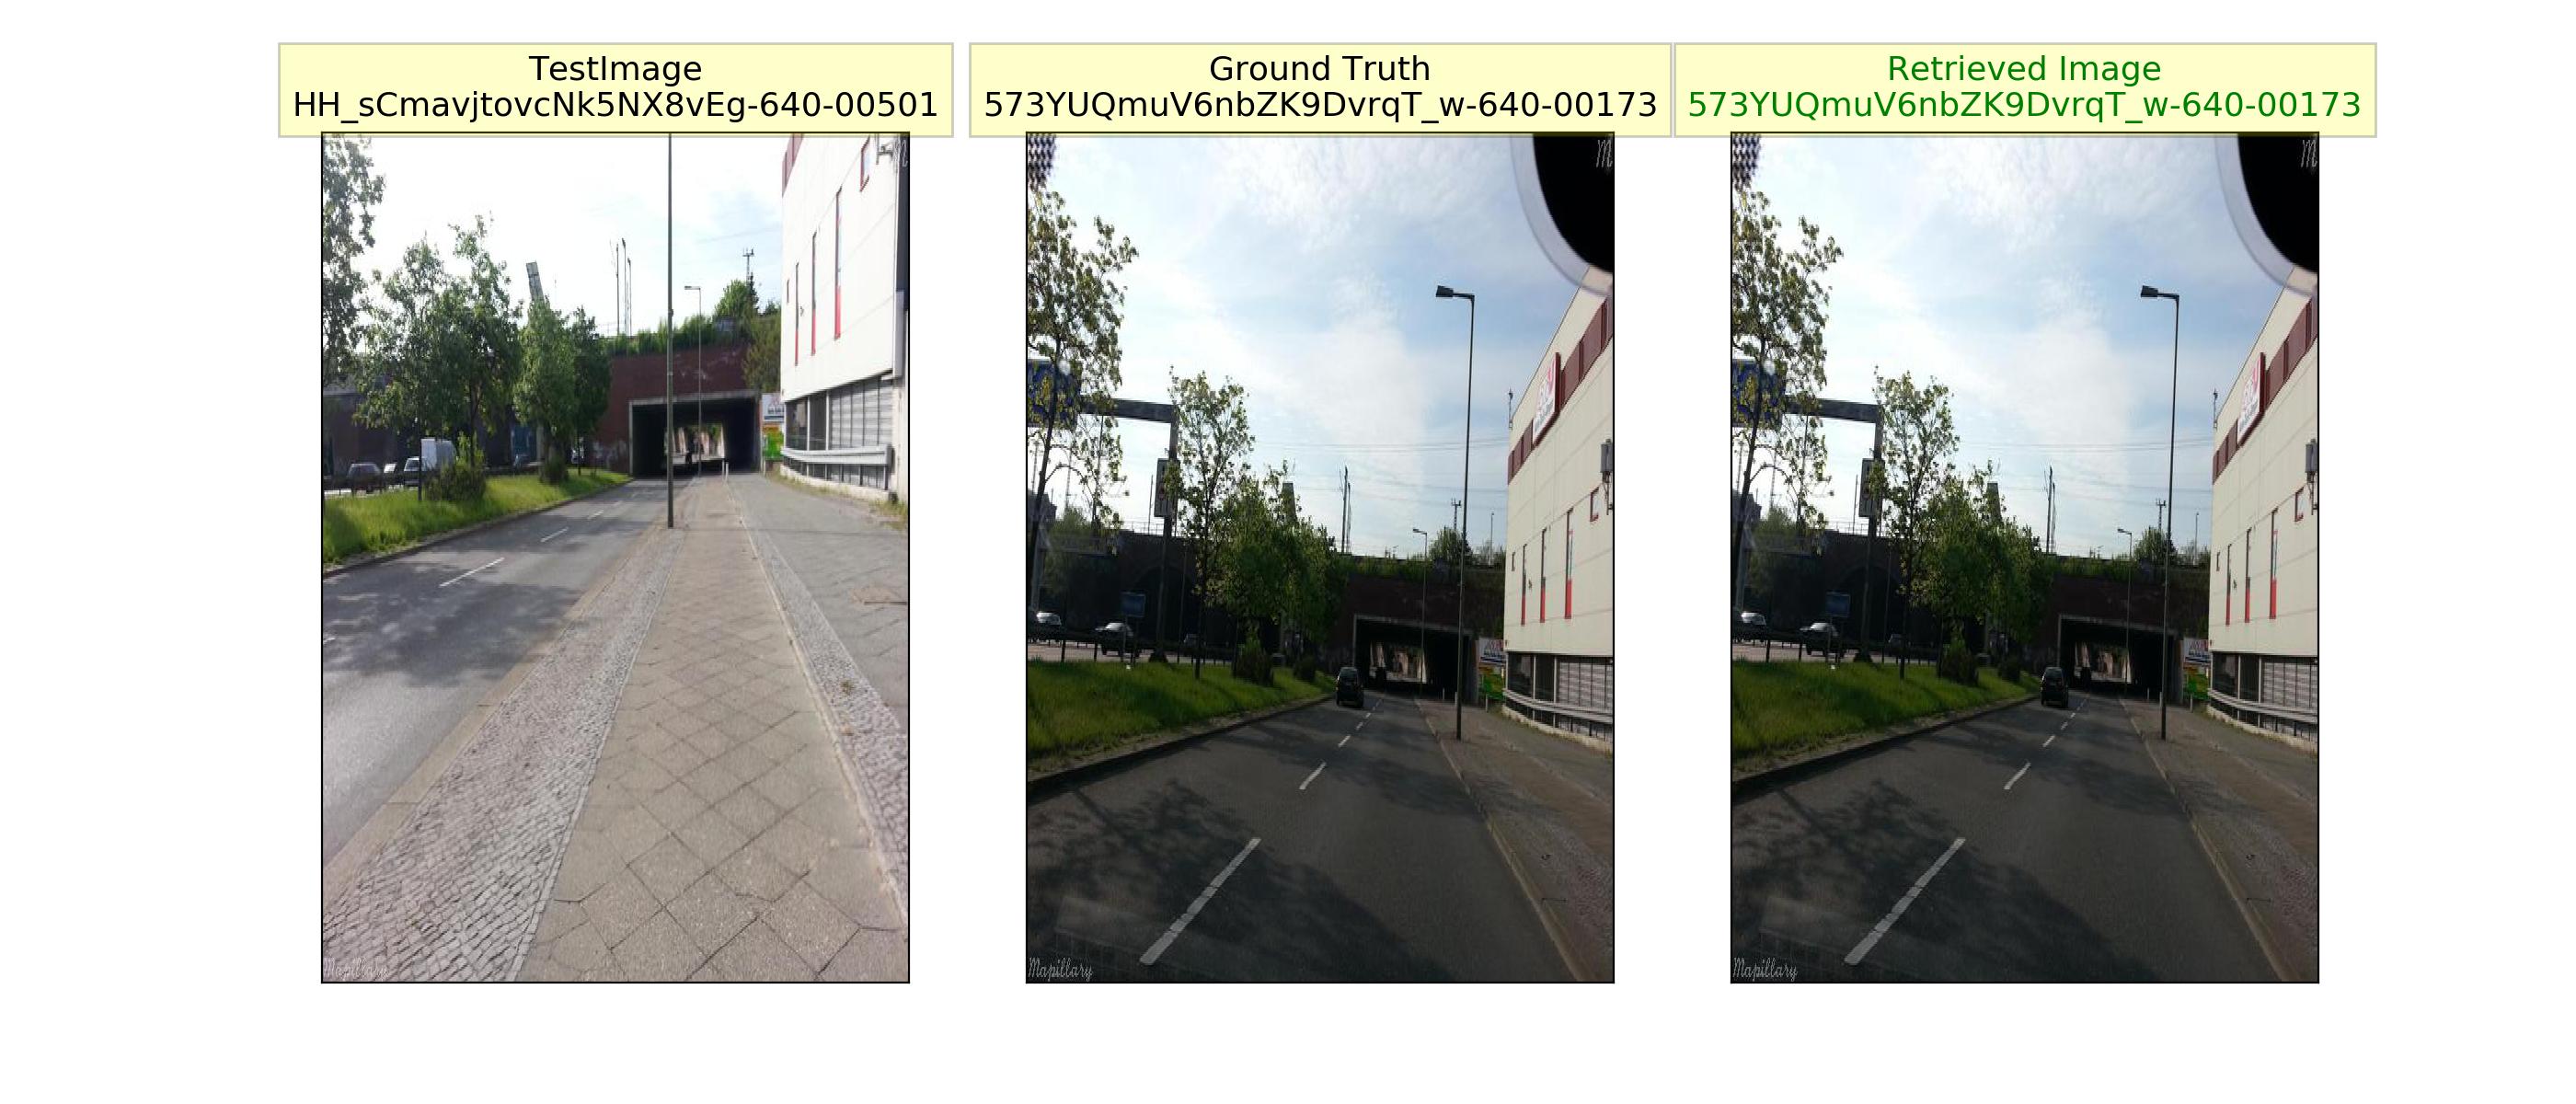 TestImage
HH_sCmavjtovcNk5NX8vEg-640-00501
Ground Truth
573YUQmuV6nbZK9DvrqT_w-640-00173
Retrieved Image
573YUQmuV6nbZK9DvrqT_w-640-00173
Mapillary
Mapillary
Mapillary